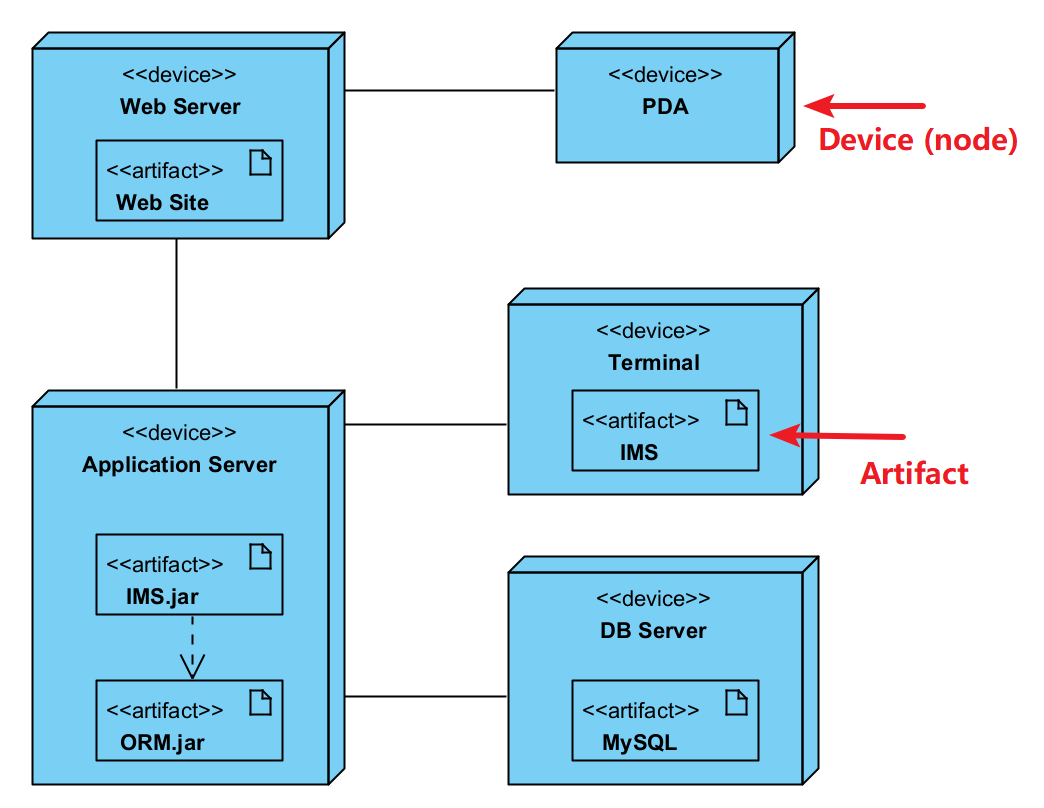 <<device>>
Web Server
<<artifact>>
Web Site
<<device>>
PDA
Device (node)
<<device>>
Terminal
<<artifact>>
IMS
Artifact
<<device>>
Application Server
<<artifact>>
IMS.jar
<<artifact>>
ORM.jar
<<device>>
DB Server
<<artifact>>
MySQL